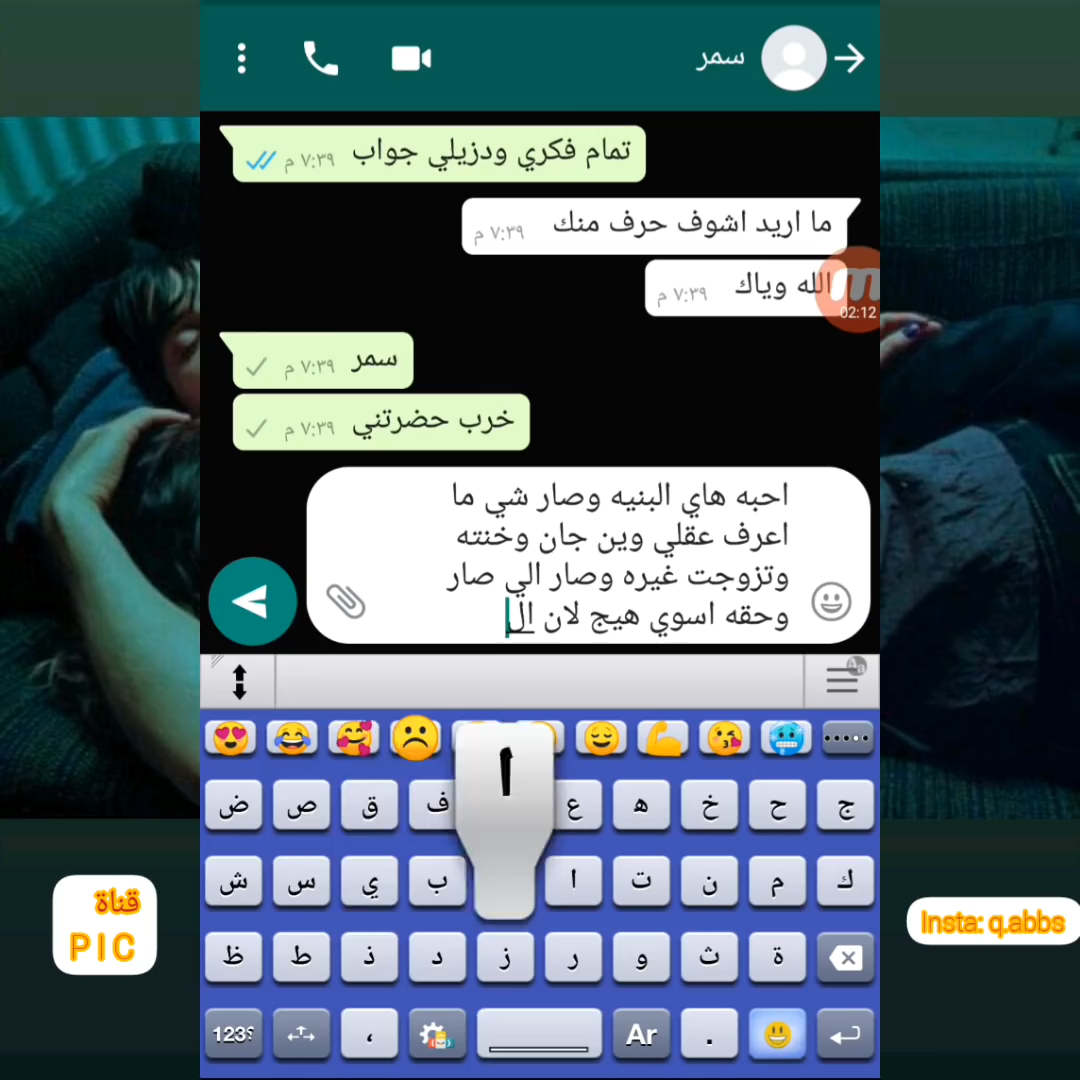 سمر
تمام فكري ودزيلي جواب ٧:٣٩ م
ما اريد اشوف حرف منك ٧:٣٩ م
الله وياك ٧:٣٩ م
02:12
سمر ٧:٣٩ م
خرب حضرتني ٧:٣٩ م
احبه هاي البنيه وصار شي ما
اعرف عقلي وين جان وخنته
وتزوجت غيره وصار الي صار
وحقه اسوي هيج لان ال
ا
ض ص ق ف ع ه خ ح ج
ش س ي ب ا ت ن م ك
ظ ط ذ د ز ر و ث ة
123؟ ، Ar .
قناة
PIC
Insta: q.abbs